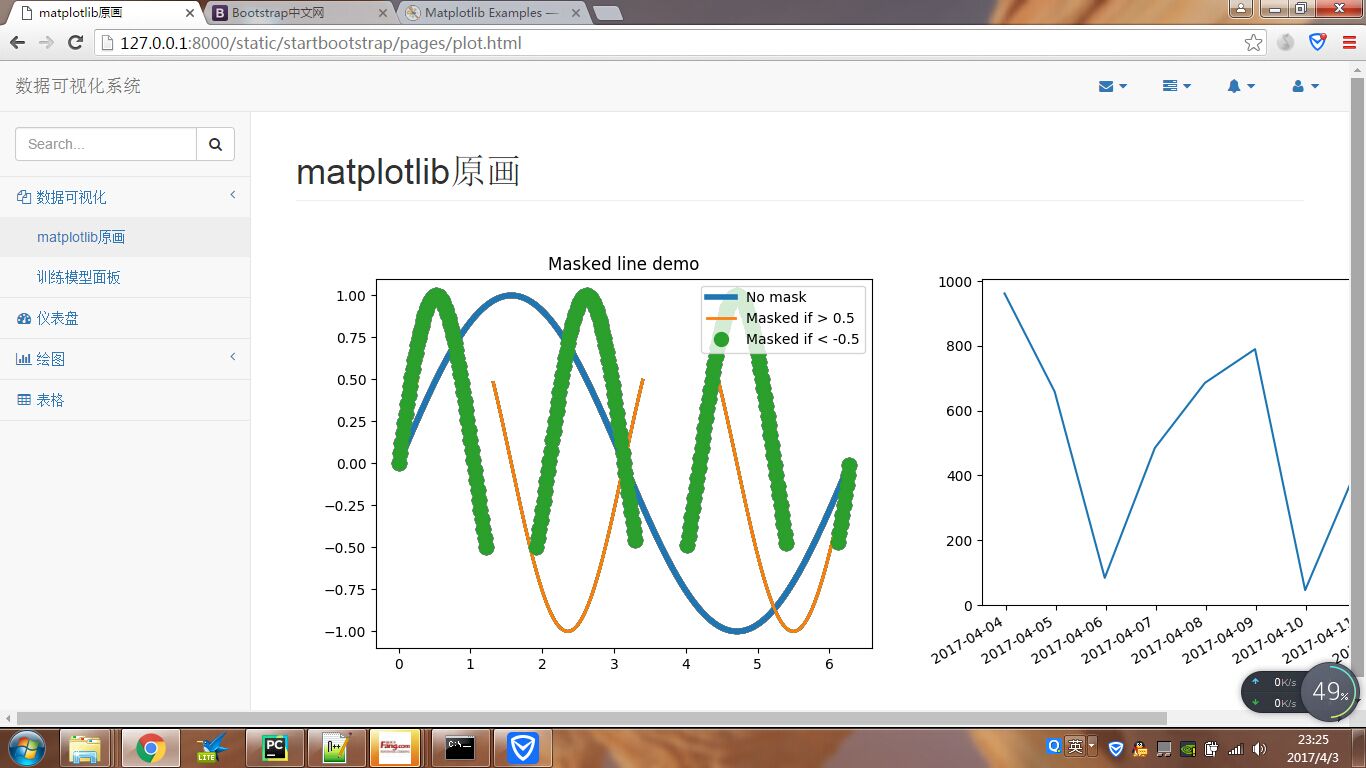 matplotlib原画
Bootstrap中文网
Matplotlib Examples —
127.0.0.1:8000/static/startbootstrap/pages/plot.html
数据可视化系统
Search...
数据可视化
matplotlib原画
训练模型面板
仪表盘
绘图
表格
matplotlib原画
Masked line demo
No mask
Masked if > 0.5
Masked if < -0.5
1.00
0.75
0.50
0.25
0.00
−0.25
−0.50
−0.75
−1.00
0 1 2 3 4 5 6
1000
800
600
400
200
0
2017-04-04
2017-04-05
2017-04-06
2017-04-07
2017-04-08
2017-04-09
2017-04-10
2017-04-11
0K/s
0K/s
49%
LITE
PC
Fang.com
C:\
英
23:25
2017/4/3